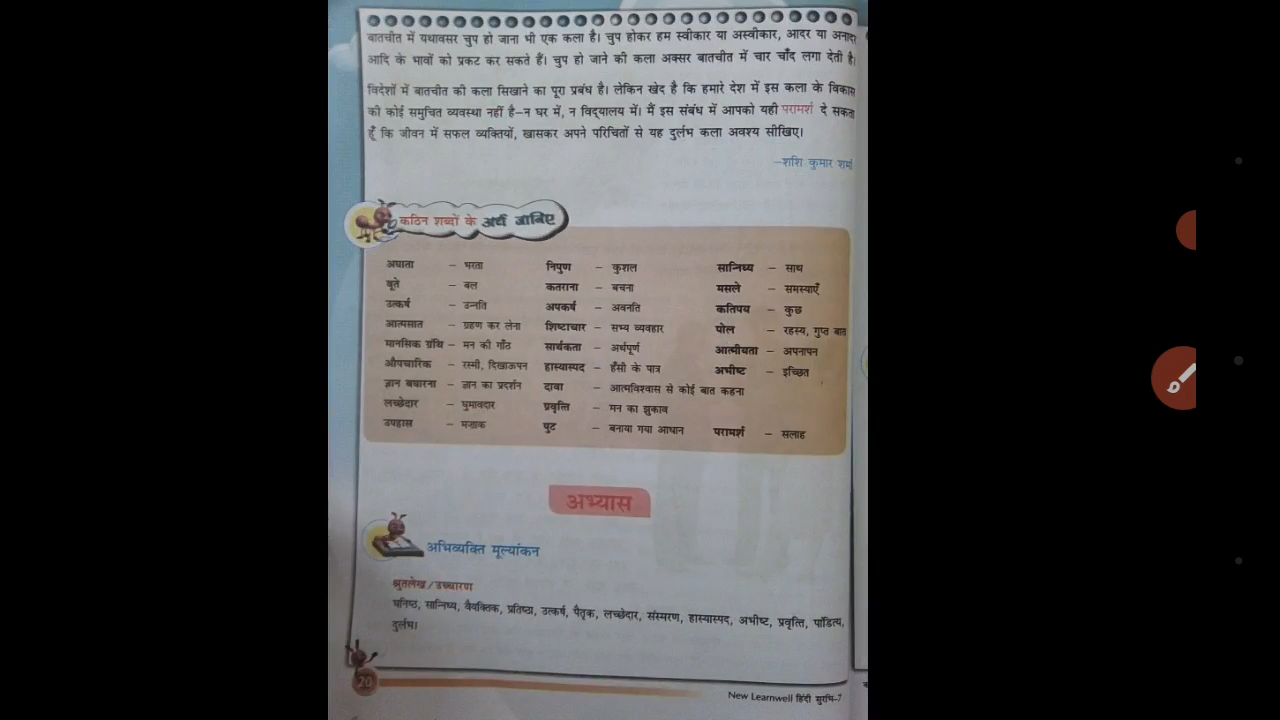 बातचीत में यथावसर चुप हो जाना भी एक कला है। चुप होकर हम स्वीकार या अस्वीकार, आदर या अनादर
आदि के भावों को प्रकट कर सकते हैं। चुप हो जाने की कला अक्सर बातचीत में चार चाँद लगा देती है।
विदेशों में बातचीत की कला सिखाने का पूरा प्रबंध है। लेकिन खेद है कि हमारे देश में इस कला के विकास
की कोई समुचित व्यवस्था नहीं है–न घर में, न विद्यालय में। मैं इस संबंध में आपको यही परामर्श दे सकता
हूँ कि जीवन में सफल व्यक्तियों, खासकर अपने परिचितों से यह दुर्लभ कला अवश्य सीखिए।
–शशि कुमार शर्मा
कठिन शब्दों के अर्थ जानिए
अघाता – भरता निपुण – कुशल सान्निध्य – साथ
बूते – बल कतराना – बचना मसले – समस्याएँ
उत्कर्ष – उन्नति अपकर्ष – अवनति कतिपय – कुछ
आत्मसात – ग्रहण कर लेना शिष्टाचार – सभ्य व्यवहार पोल – रहस्य, गुप्त बात
मानसिक ग्रंथि – मन की गाँठ सार्थकता – अर्थपूर्ण आत्मीयता – अपनापन
औपचारिक – रस्मी, दिखाऊपन हास्यास्पद – हँसी के पात्र अभीष्ट – इच्छित
ज्ञान बघारना – ज्ञान का प्रदर्शन दावा – आत्मविश्वास से कोई बात कहना
लच्छेदार – घुमावदार प्रवृत्ति – मन का झुकाव
उपहास – मज़ाक पुट – बनाया गया आधान परामर्श – सलाह
अभ्यास
अभिव्यक्ति मूल्यांकन
श्रुतलेख/उच्चारण
घनिष्ठ, सान्निध्य, वैयक्तिक, प्रतिष्ठा, उत्कर्ष, पैतृक, लच्छेदार, संस्मरण, हास्यास्पद, अभीष्ट, प्रवृत्ति, पांडित्य,
दुर्लभ।
20
New Learnwell हिंदी सुरभि-7